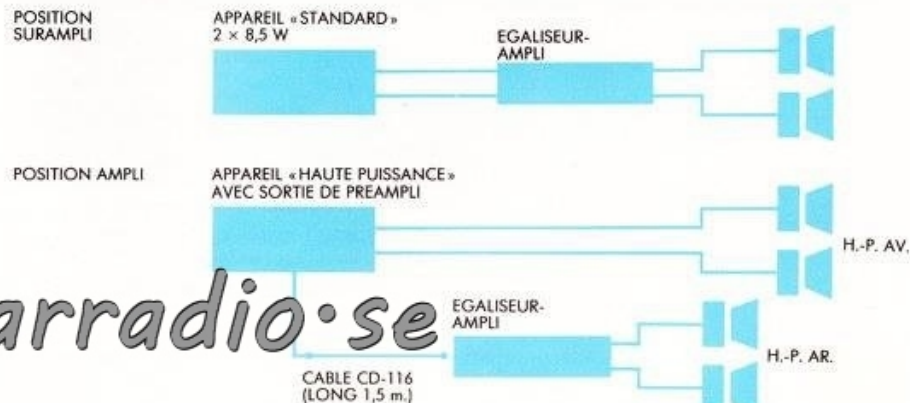 POSITION
SURAMPLI
APPAREIL «STANDARD»
2 × 8,5 W
EGALISEUR-
AMPLI
POSITION AMPLI
APPAREIL «HAUTE PUISSANCE»
AVEC SORTIE DE PREAMPLI
H.-P. AV.
arradio·se
EGALISEUR-
AMPLI
H.-P. AR.
CABLE CD-116
(LONG 1,5 m.)